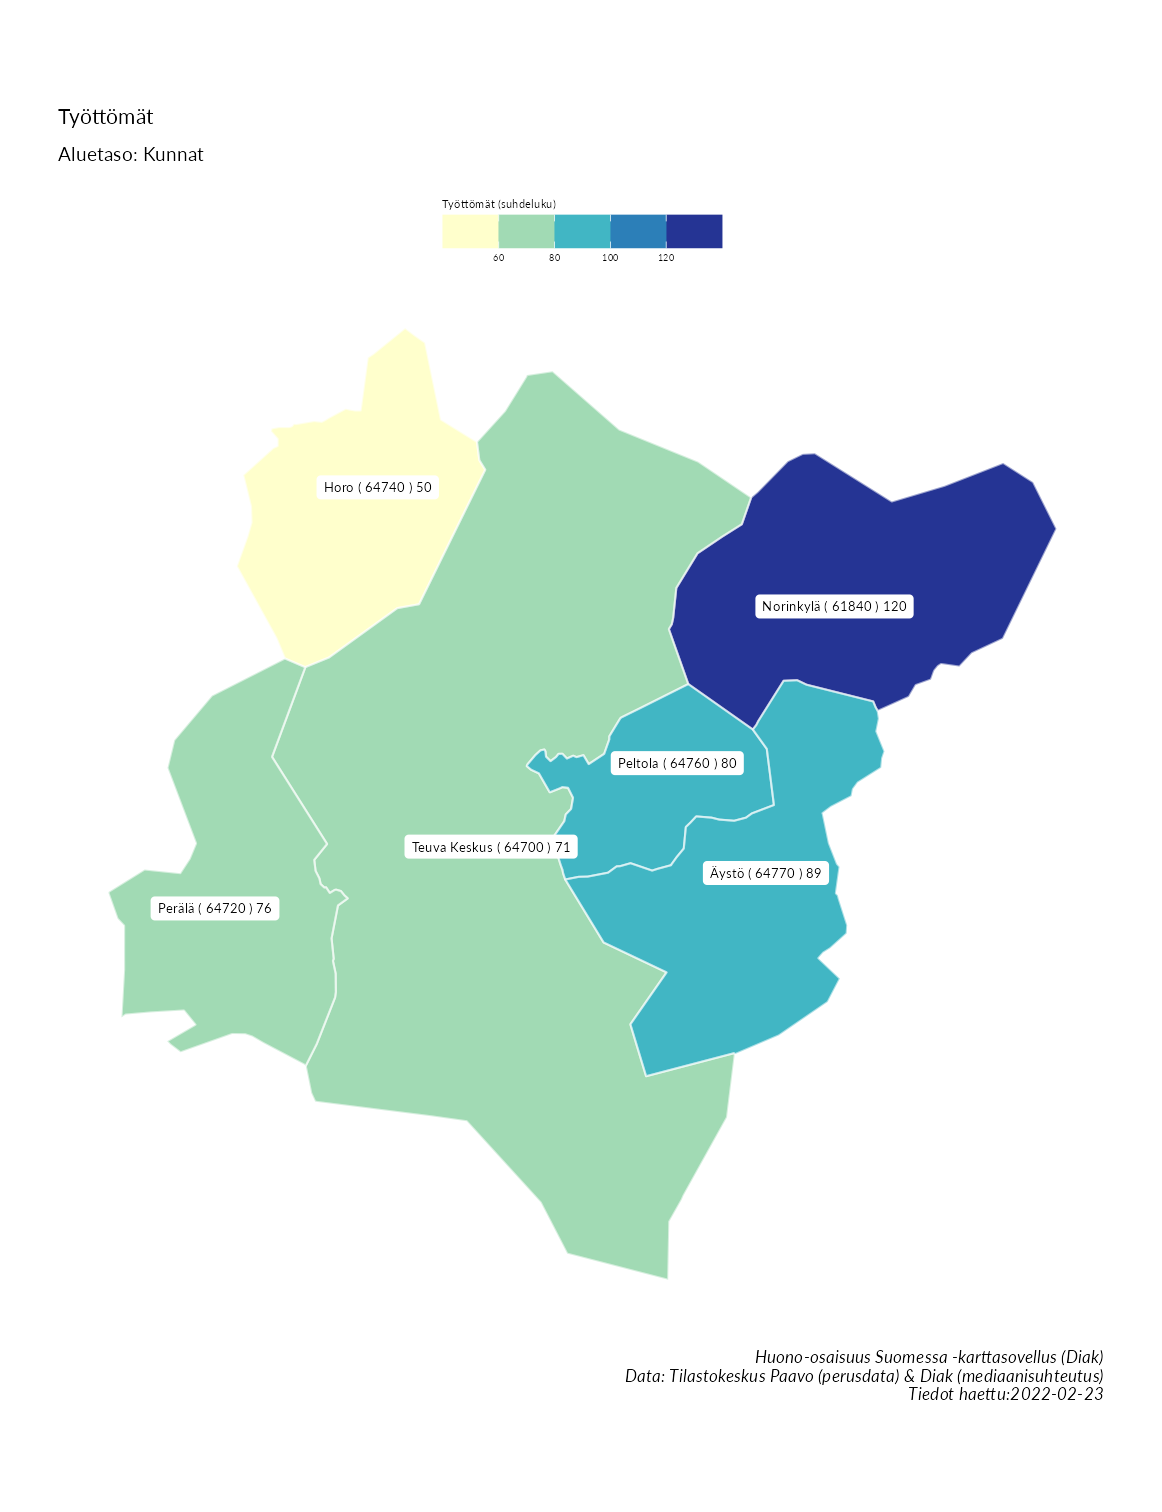 Työttömät
Aluetaso: Kunnat
Työttömät (suhdeluku)
60 80 100 120
Horo ( 64740 ) 50
Norinkylä ( 61840 ) 120
Peltola ( 64760 ) 80
Teuva Keskus ( 64700 ) 71
Äystö ( 64770 ) 89
Perälä ( 64720 ) 76
Huono-osaisuus Suomessa -karttasovellus (Diak)
Data: Tilastokeskus Paavo (perusdata) & Diak (mediaanisuhteutus)
Tiedot haettu:2022-02-23